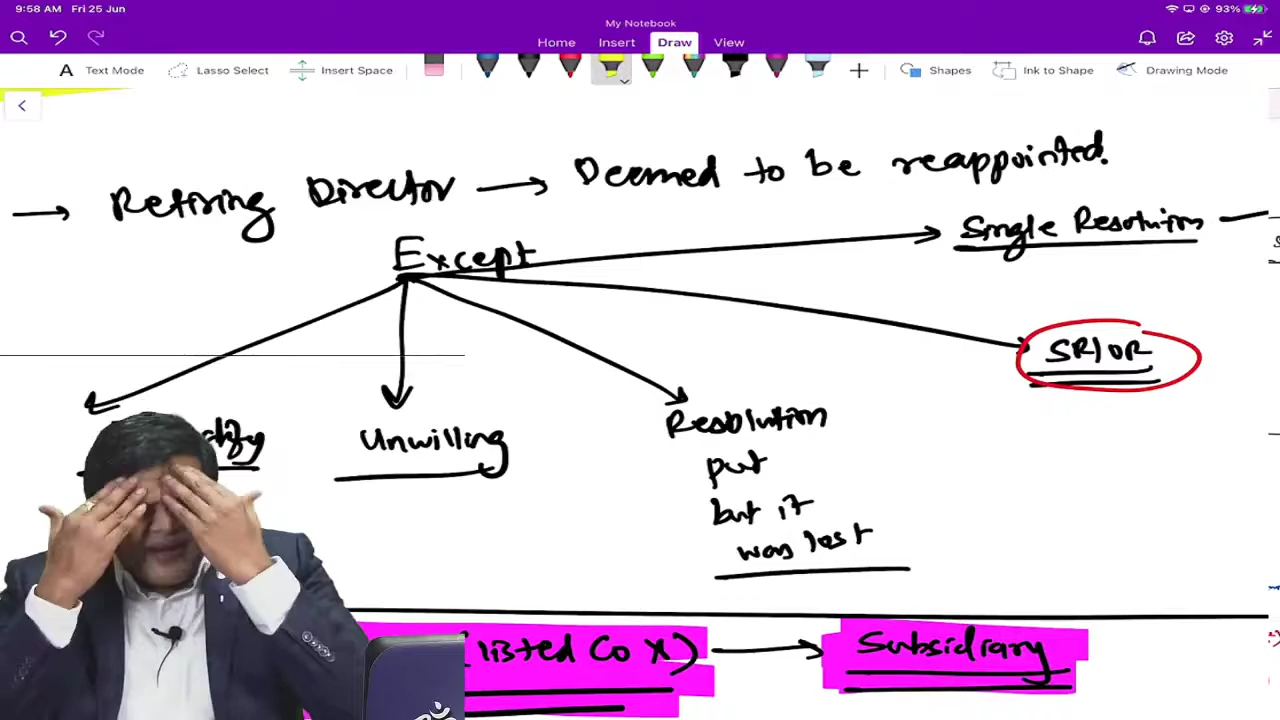 9:58 AM Fri 25 Jun
93%
My Notebook
Home Insert Draw View
Text Mode Lasso Select Insert Space Shapes Ink to Shape Drawing Mode
→ Retiring Director → Deemed to be reappointed.
Except
Single Resolution
SR/OR
Unwilling
Resolution
put
but it
was lost
(listed Co X) → Subsidiary